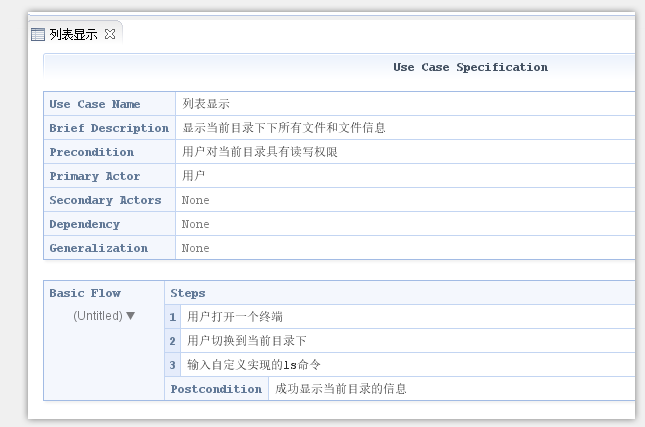 列表显示
Use Case Specification
Use Case Name 列表显示
Brief Description 显示当前目录下下所有文件和文件信息
Precondition 用户对当前目录具有读写权限
Primary Actor 用户
Secondary Actors None
Dependency None
Generalization None
Basic Flow Steps
(Untitled) ▼ 1 用户打开一个终端
2 用户切换到当前目录下
3 输入自定义实现的ls命令
Postcondition 成功显示当前目录的信息